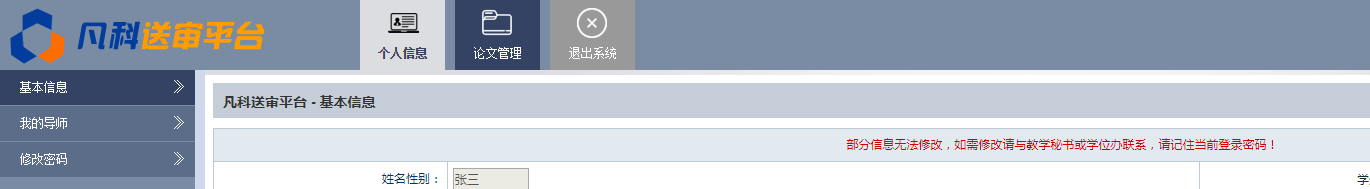 凡科送审平台
个人信息
论文管理
退出系统
基本信息
我的导师
修改密码
凡科送审平台 - 基本信息
部分信息无法修改，如需修改请与教学秘书或学位办联系，请记住当前登录密码！
姓名性别： 张三
学